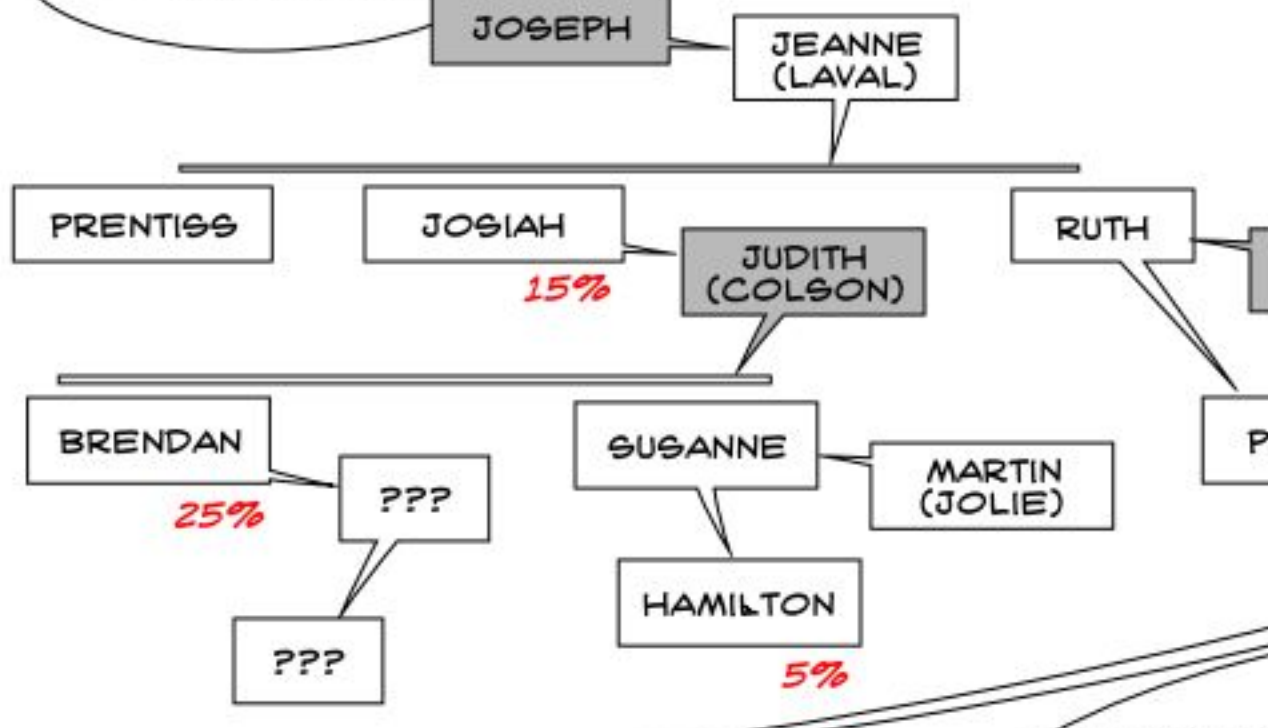 JOSEPH
JEANNE
(LAVAL)
PRENTISS
JOSIAH
RUTH
JUDITH
(COLSON)
15%
BRENDAN
SUSANNE
P
MARTIN
(JOLIE)
???
25%
HAMILTON
???
5%